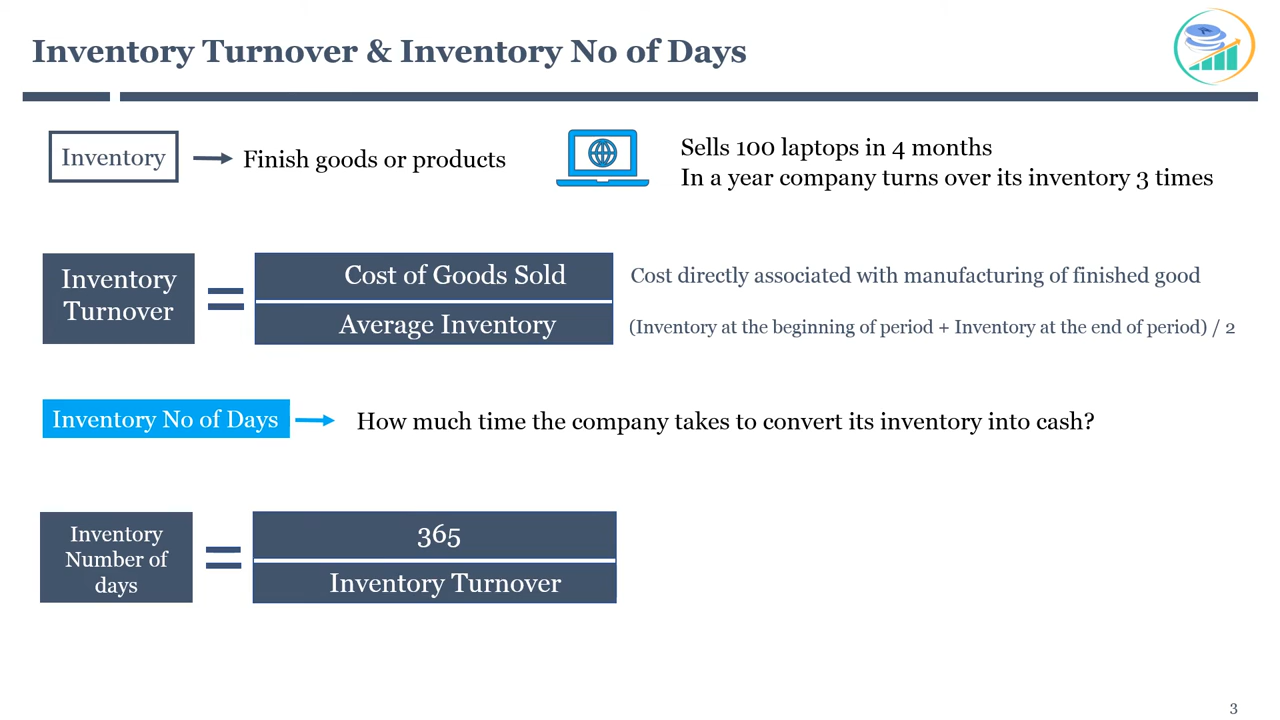 Inventory Turnover & Inventory No of Days
Inventory
Finish goods or products
Sells 100 laptops in 4 months
In a year company turns over its inventory 3 times
Inventory
Turnover
=
Cost of Goods Sold
Average Inventory
Cost directly associated with manufacturing of finished good
(Inventory at the beginning of period + Inventory at the end of period) / 2
Inventory No of Days
How much time the company takes to convert its inventory into cash?
Inventory
Number of
days
=
365
Inventory Turnover
3